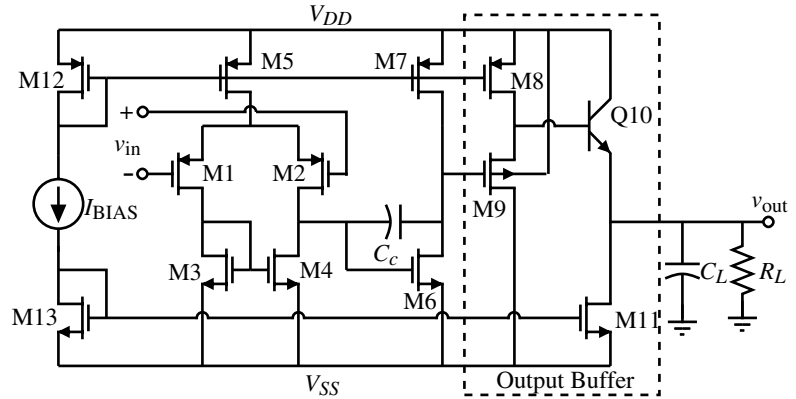 V_DD
M12
M5
M7
M8
+
v_in
−
M1
M2
Q10
I_BIAS
C_c
M9
v_out
M3
M4
M6
C_L
R_L
M13
M11
V_SS
Output Buffer